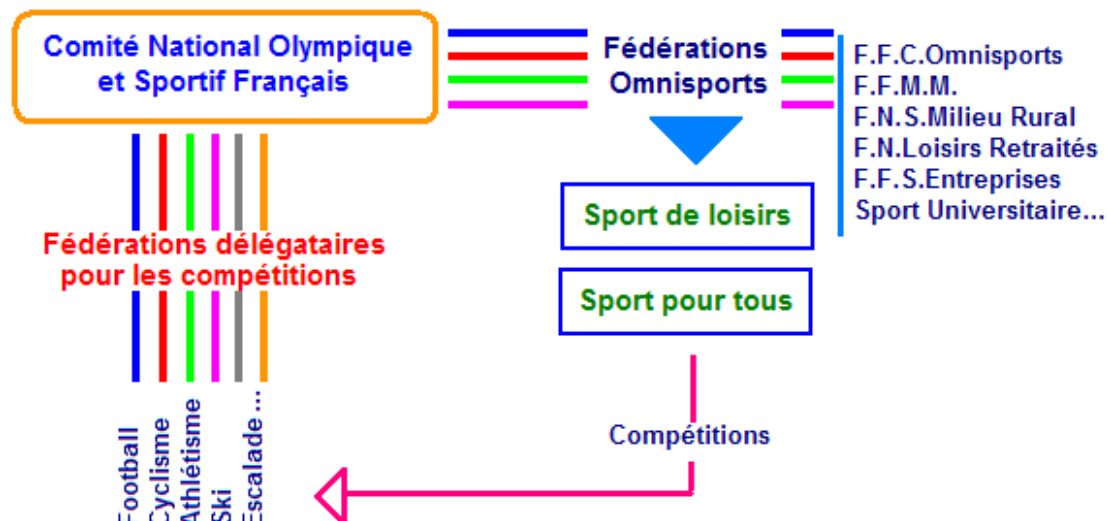 Comité National Olympique
et Sportif Français
Fédérations
Omnisports
F.F.C.Omnisports
F.F.M.M.
F.N.S.Milieu Rural
F.N.Loisirs Retraités
F.F.S.Entreprises
Sport Universitaire...
Sport de loisirs
Sport pour tous
Fédérations délégataires
pour les compétitions
Compétitions
Football
Cyclisme
Athlétisme
Ski
Escalade ...